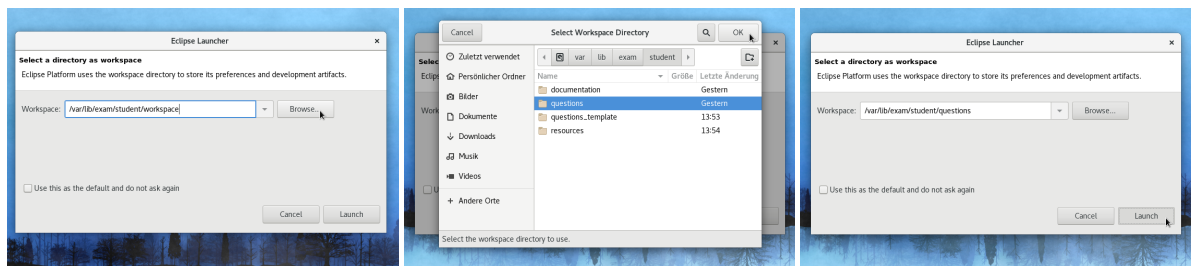 Eclipse Launcher
Select a directory as workspace
Eclipse Platform uses the workspace directory to store its preferences and development artifacts.
Workspace: /var/lib/exam/student/workspace Browse...
Use this as the default and do not ask again
Cancel Launch
Cancel Select Workspace Directory OK
Zuletzt verwendet
Persönlicher Ordner
Bilder
Dokumente
Downloads
Musik
Videos
+ Andere Orte
var lib exam student
Name Größe Letzte Änderung
documentation Gestern
questions Gestern
questions_template 13:53
resources 13:54
Select the workspace directory to use.
Selec
Eclips
Work
U
Eclipse Launcher
Select a directory as workspace
Eclipse Platform uses the workspace directory to store its preferences and development artifacts.
Workspace: /var/lib/exam/student/questions Browse...
Use this as the default and do not ask again
Cancel Launch